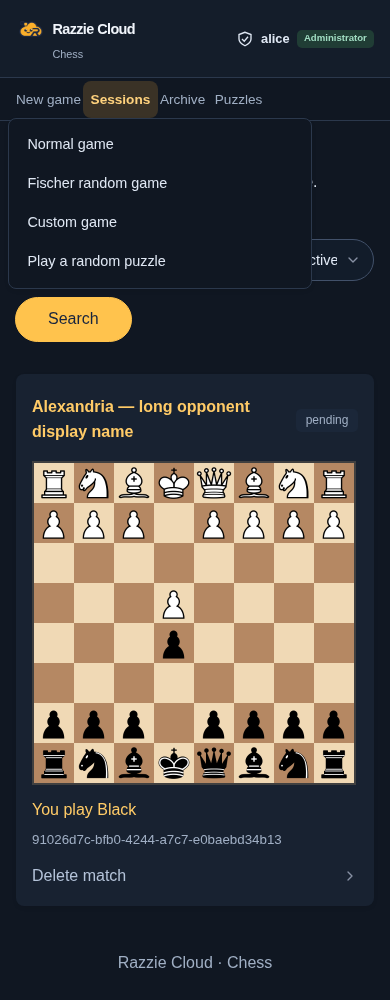 Razzie Cloud
Chess
alice Administrator
New game Sessions Archive Puzzles
Normal game
Fischer random game
Custom game
Play a random puzzle
Search
Alexandria — long opponent
display name
pending
You play Black
91026d7c-bfb0-4244-a7c7-e0baebd34b13
Delete match
Razzie Cloud · Chess